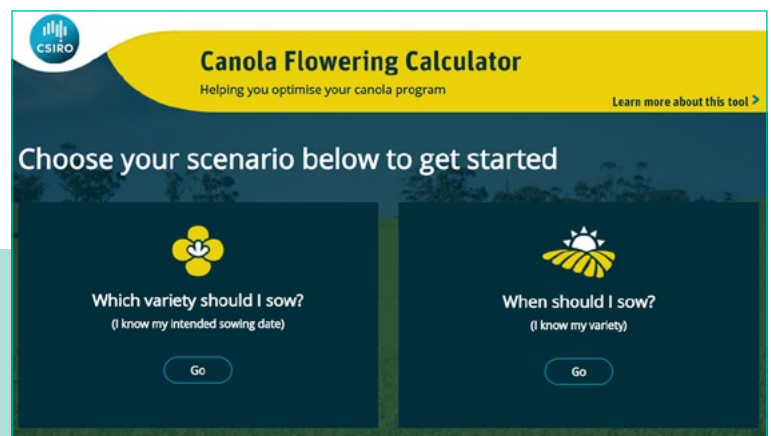 CSIRO
Canola Flowering Calculator
Helping you optimise your canola program
Learn more about this tool >
Choose your scenario below to get started
Which variety should I sow?
(I know my intended sowing date)
Go
When should I sow?
(I know my variety)
Go